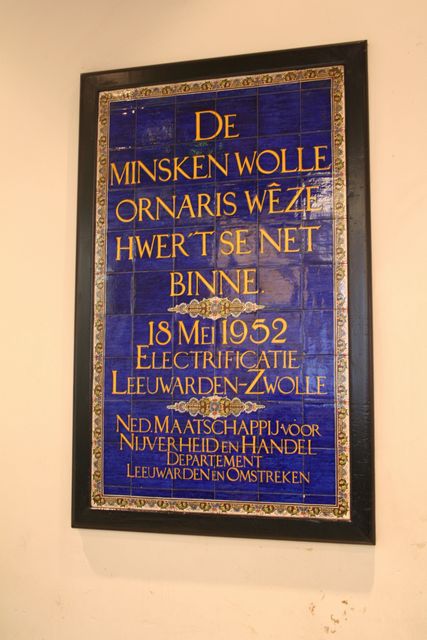 DE
MINSKEN WOLLE
ORNARIS WÊZE
HWER'T SE NET
BINNE.
18 MEI 1952
ELECTRIFICATIE
LEEUWARDEN-ZWOLLE
NED. MAATSCHAPPIJ VOOR
NIJVERHEID EN HANDEL
DEPARTEMENT
LEEUWARDEN EN OMSTREKEN